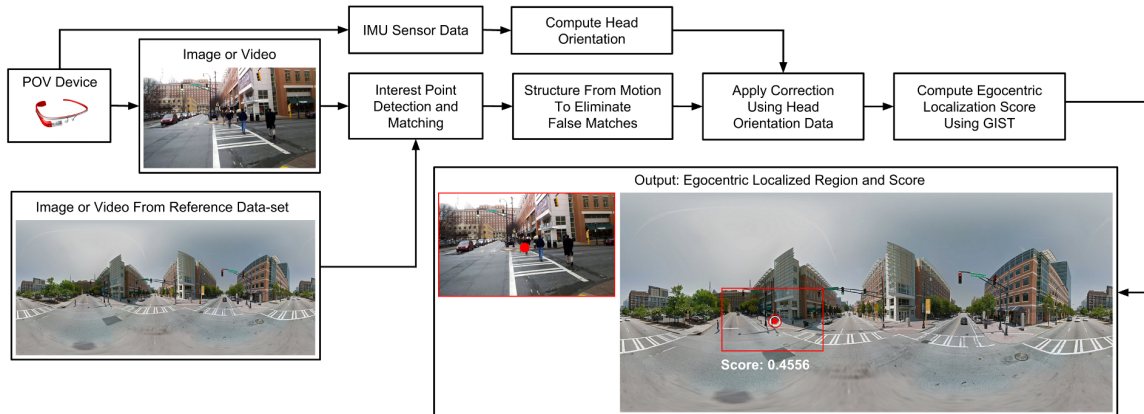 IMU Sensor Data
Compute Head
Orientation
Image or Video
POV Device
Interest Point
Detection and
Matching
Structure From Motion
To Eliminate
False Matches
Apply Correction
Using Head
Orientation Data
Compute Egocentric
Localization Score
Using GIST
Image or Video From Reference Data-set
Output: Egocentric Localized Region and Score
Score: 0.4556